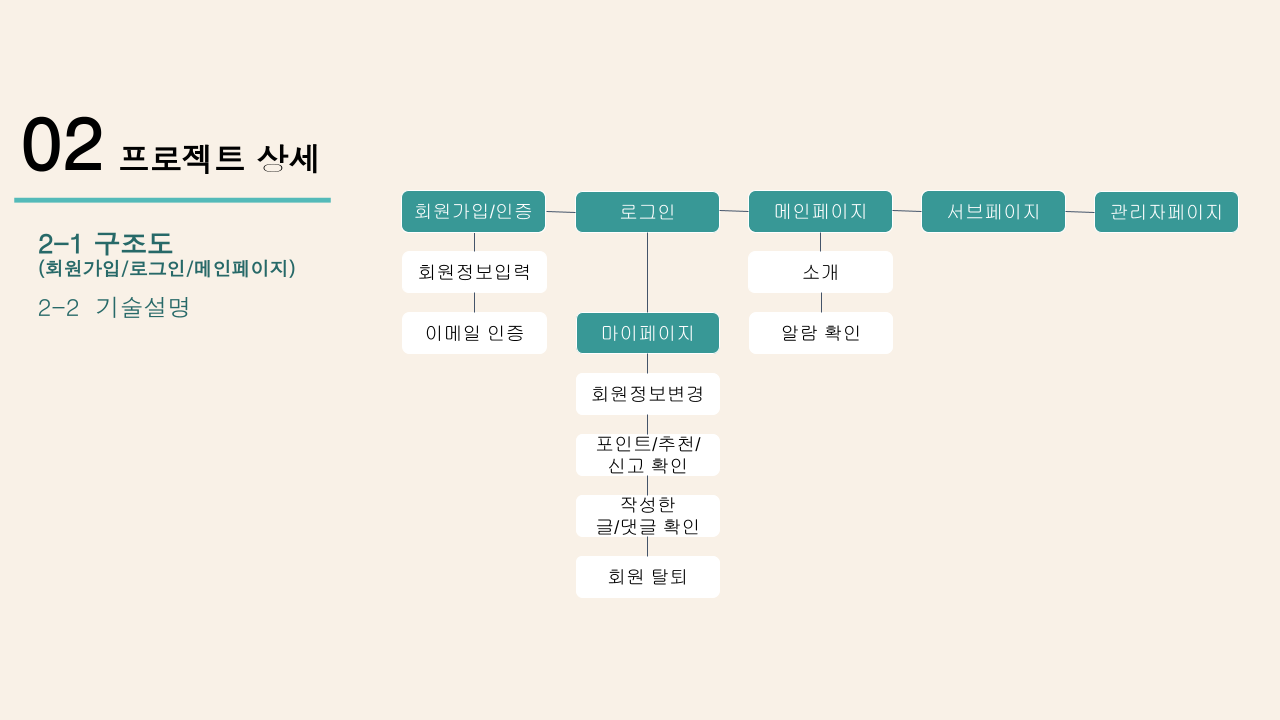 02 프로젝트 상세
2-1 구조도
(회원가입/로그인/메인페이지)
2-2 기술설명
회원가입/인증
로그인
메인페이지
서브페이지
관리자페이지
회원정보입력
소개
이메일 인증
마이페이지
알람 확인
회원정보변경
포인트/추천/
신고 확인
작성한
글/댓글 확인
회원 탈퇴